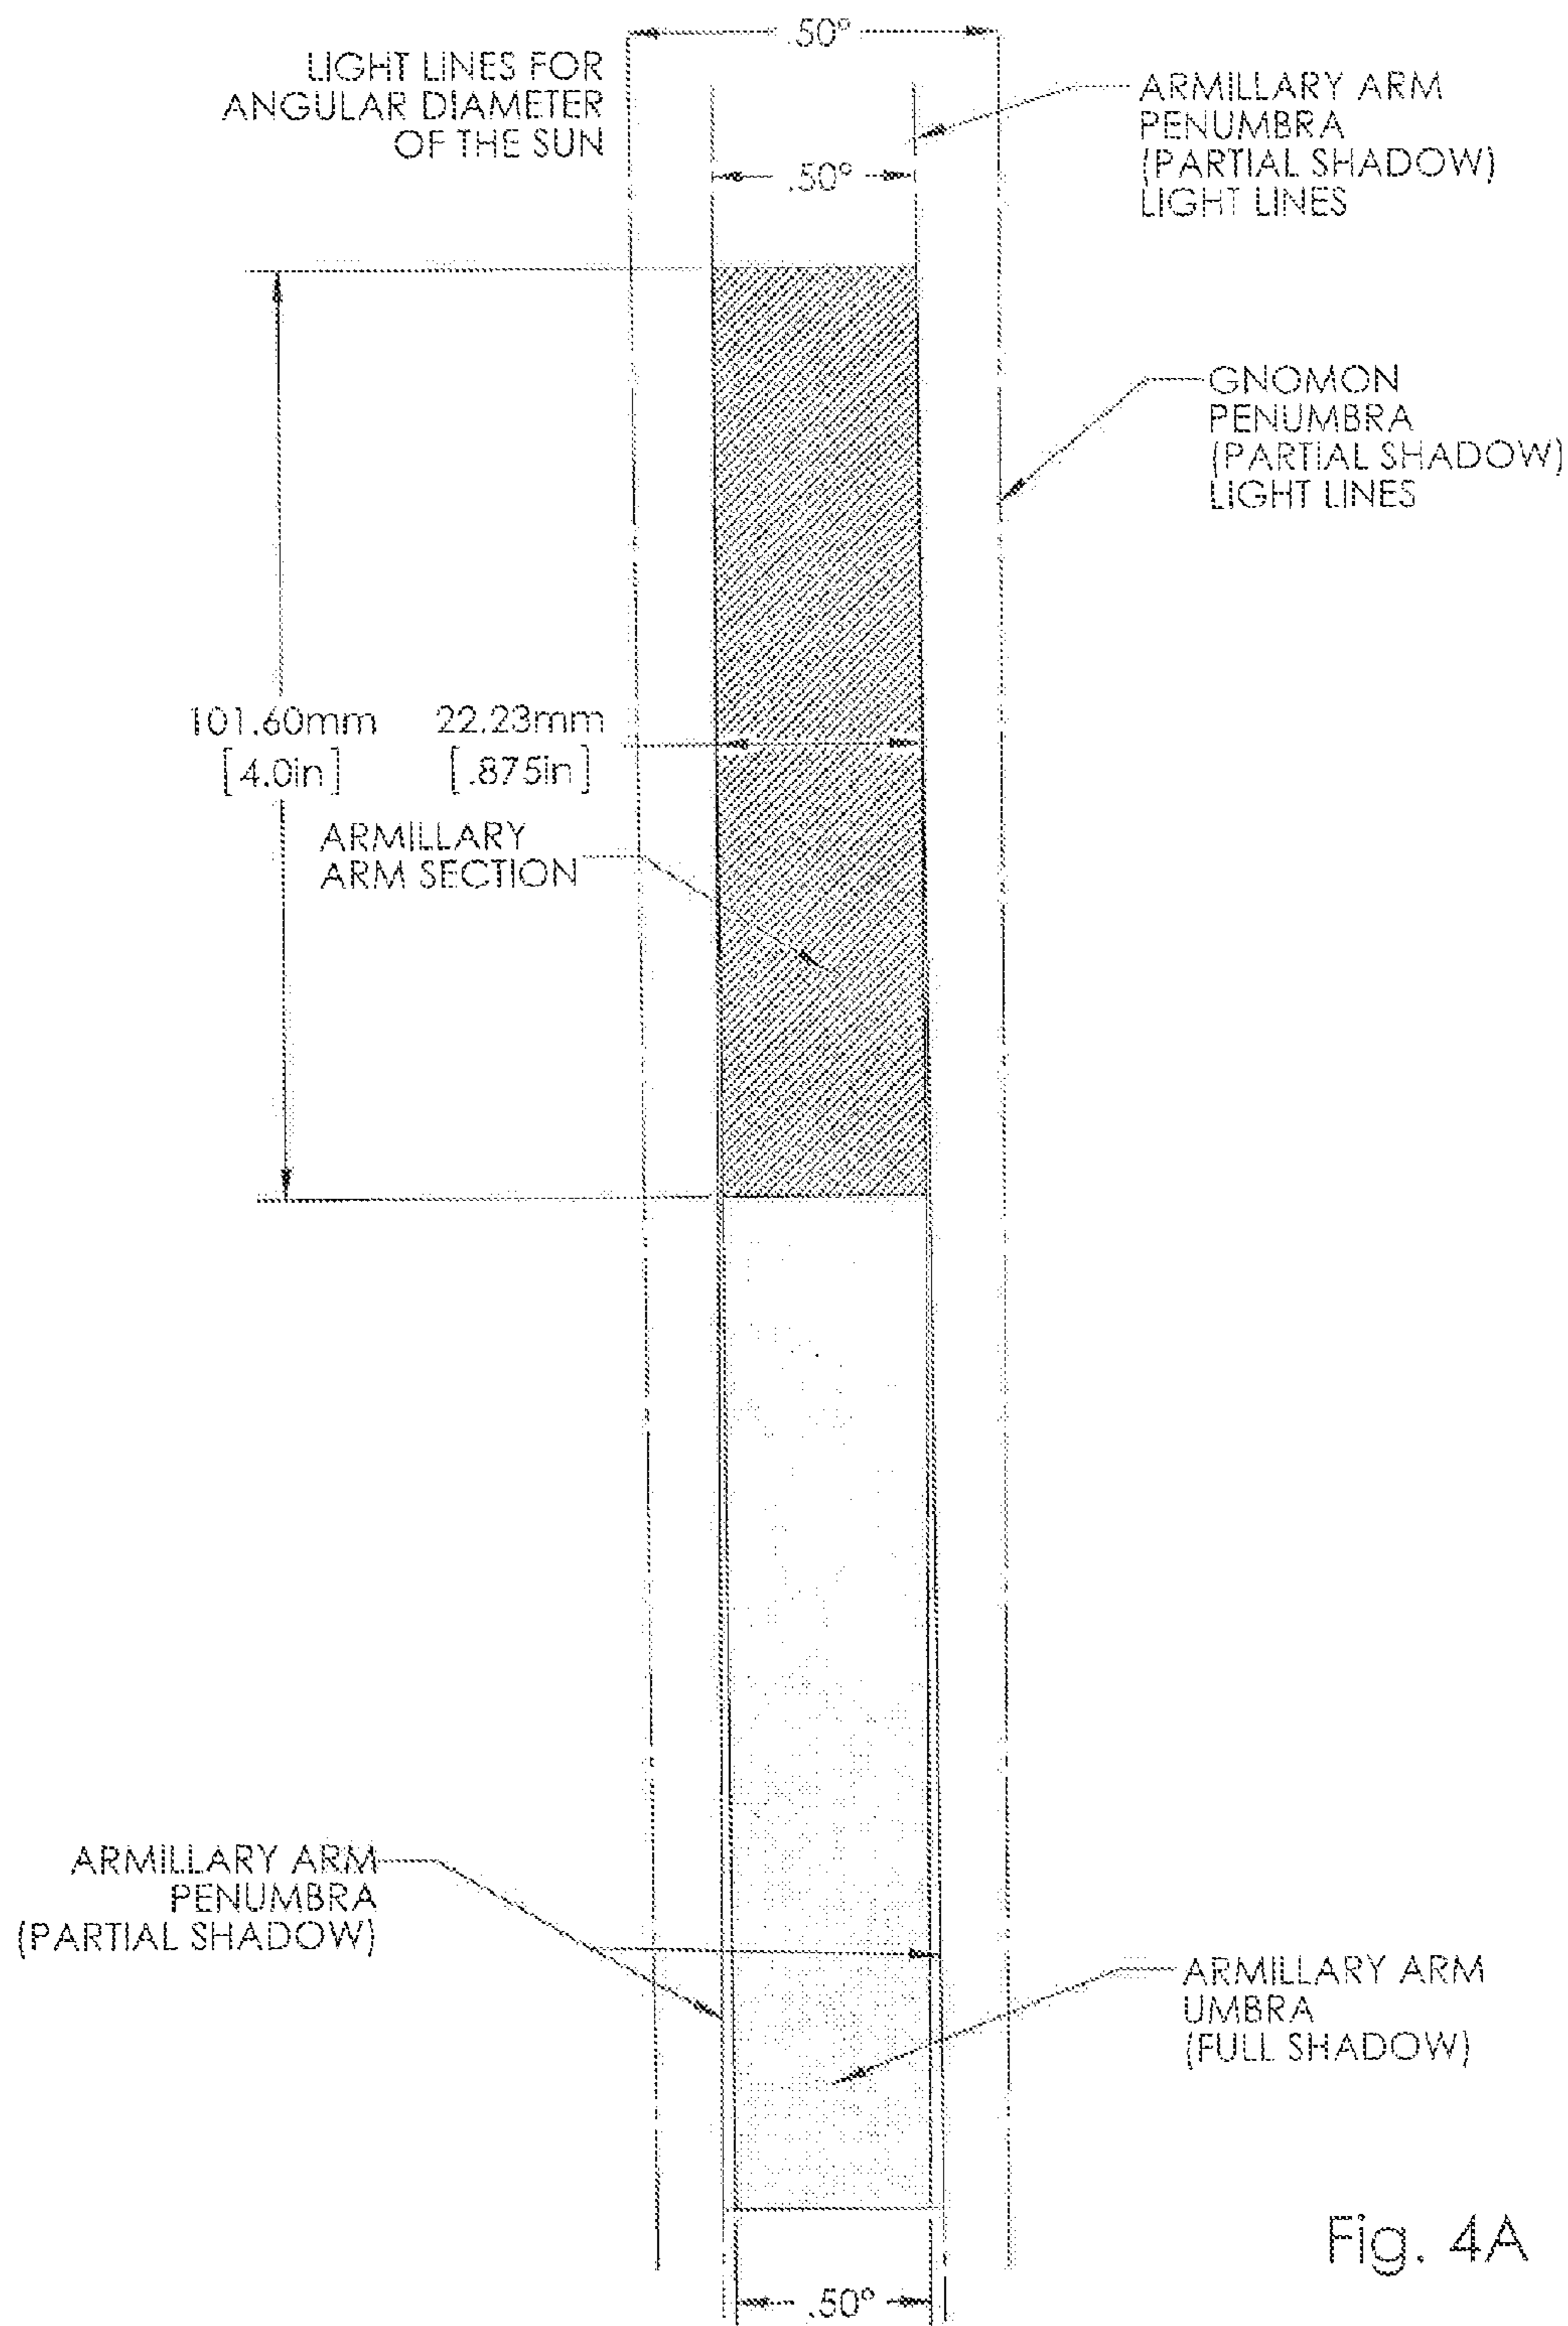 .50°
LIGHT LINES FOR
ANGULAR DIAMETER
OF THE SUN
ARMILLARY ARM
PENUMBRA
(PARTIAL SHADOW)
LIGHT LINES
.50°
GNOMON
PENUMBRA
(PARTIAL SHADOW)
LIGHT LINES
101.60mm
[4.0in]
22.23mm
[.875in]
ARMILLARY
ARM SECTION
ARMILLARY ARM
PENUMBRA
(PARTIAL SHADOW)
ARMILLARY ARM
UMBRA
(FULL SHADOW)
.50°
Fig. 4A